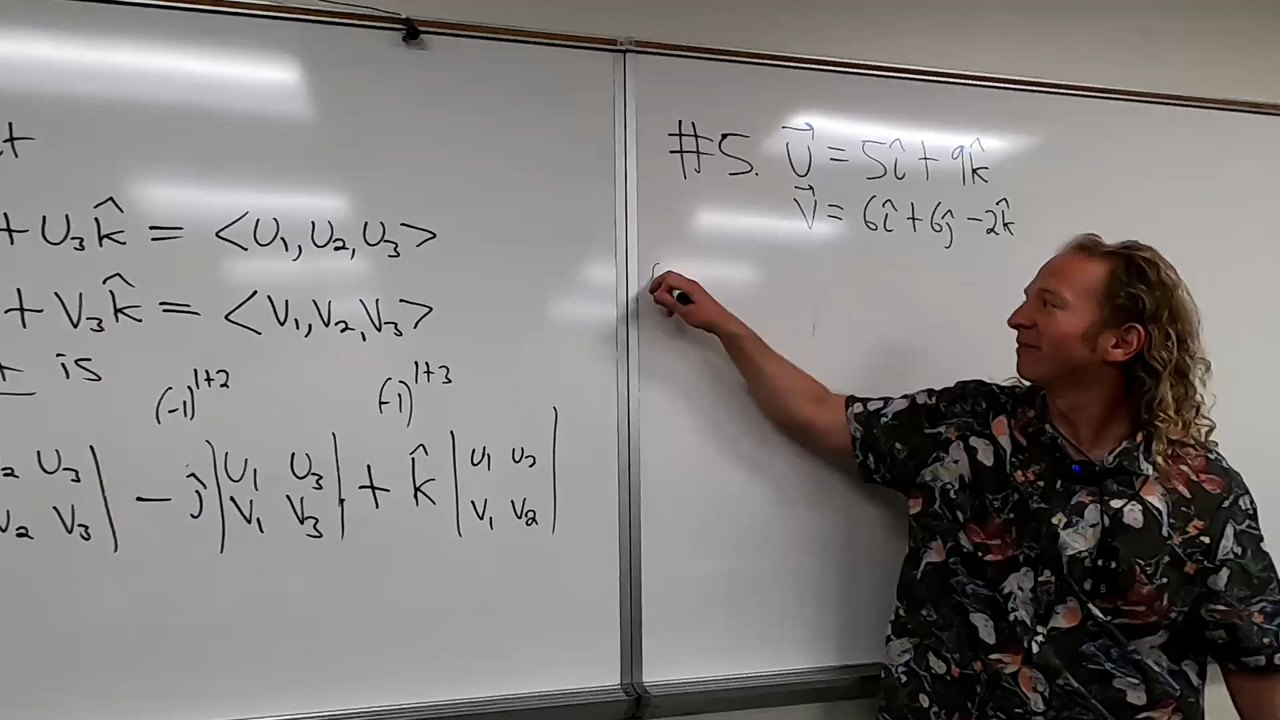 t
+ U₃k̂ = <U₁, U₂, U₃>
+ V₃k̂ = <V₁, V₂, V₃>
is
(-1)¹⁺² (-1)¹⁺³
₂ U₃| - ĵ|U₁ U₃| + k̂ |U₁ U₂|
V₂ V₃| |V₁ V₃| |V₁ V₂|
#5. U⃗ = 5î + 9k̂
V⃗ = 6î + 6ĵ - 2k̂